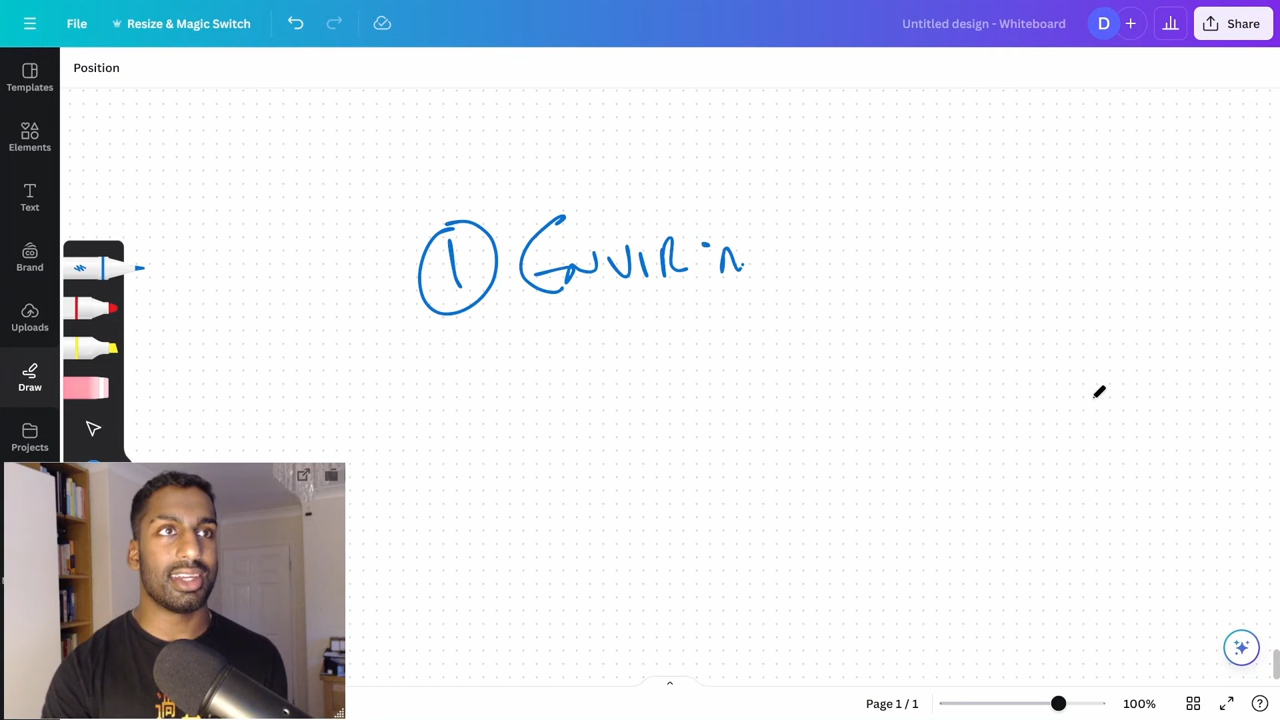 File
Resize & Magic Switch
Untitled design - Whiteboard
D
Share
Position
Templates
Elements
Text
Brand
Uploads
Draw
Projects
1
Page 1 / 1
100%